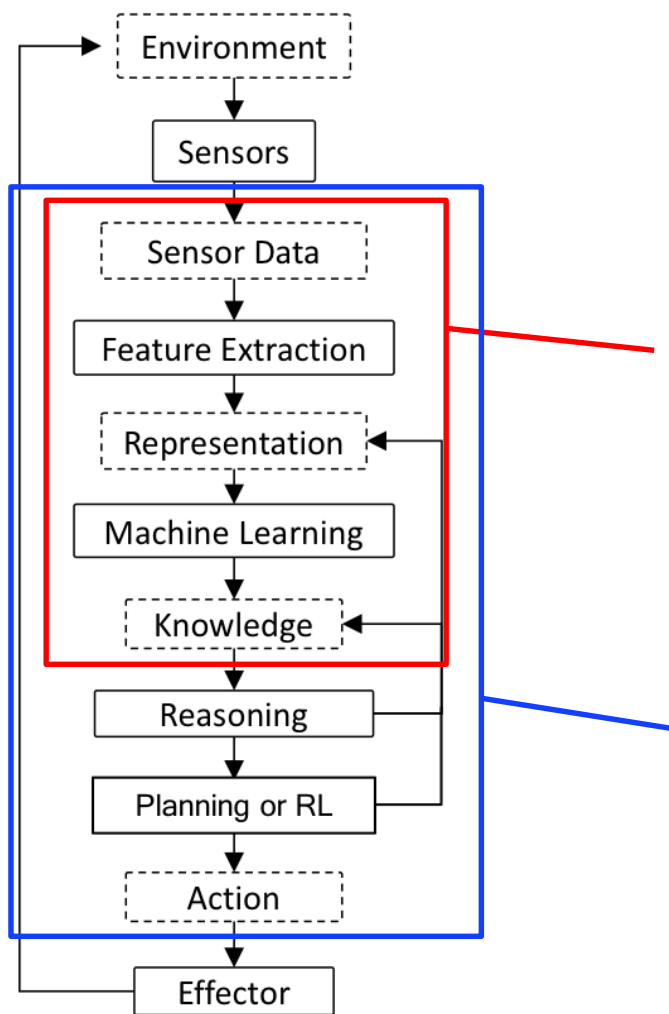 Environment
Sensors
Sensor Data
Feature Extraction
Representation
Machine Learning
Knowledge
Reasoning
Planning or RL
Action
Effector